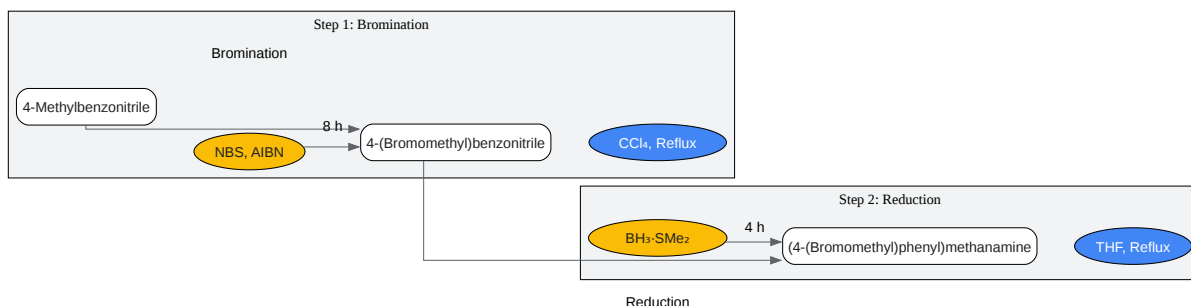 Step 1: Bromination
Bromination
4-Methylbenzonitrile
8 h
NBS, AIBN
4-(Bromomethyl)benzonitrile
CCl₄, Reflux
Step 2: Reduction
BH₃·SMe₂
4 h
(4-(Bromomethyl)phenyl)methanamine
THF, Reflux
Reduction